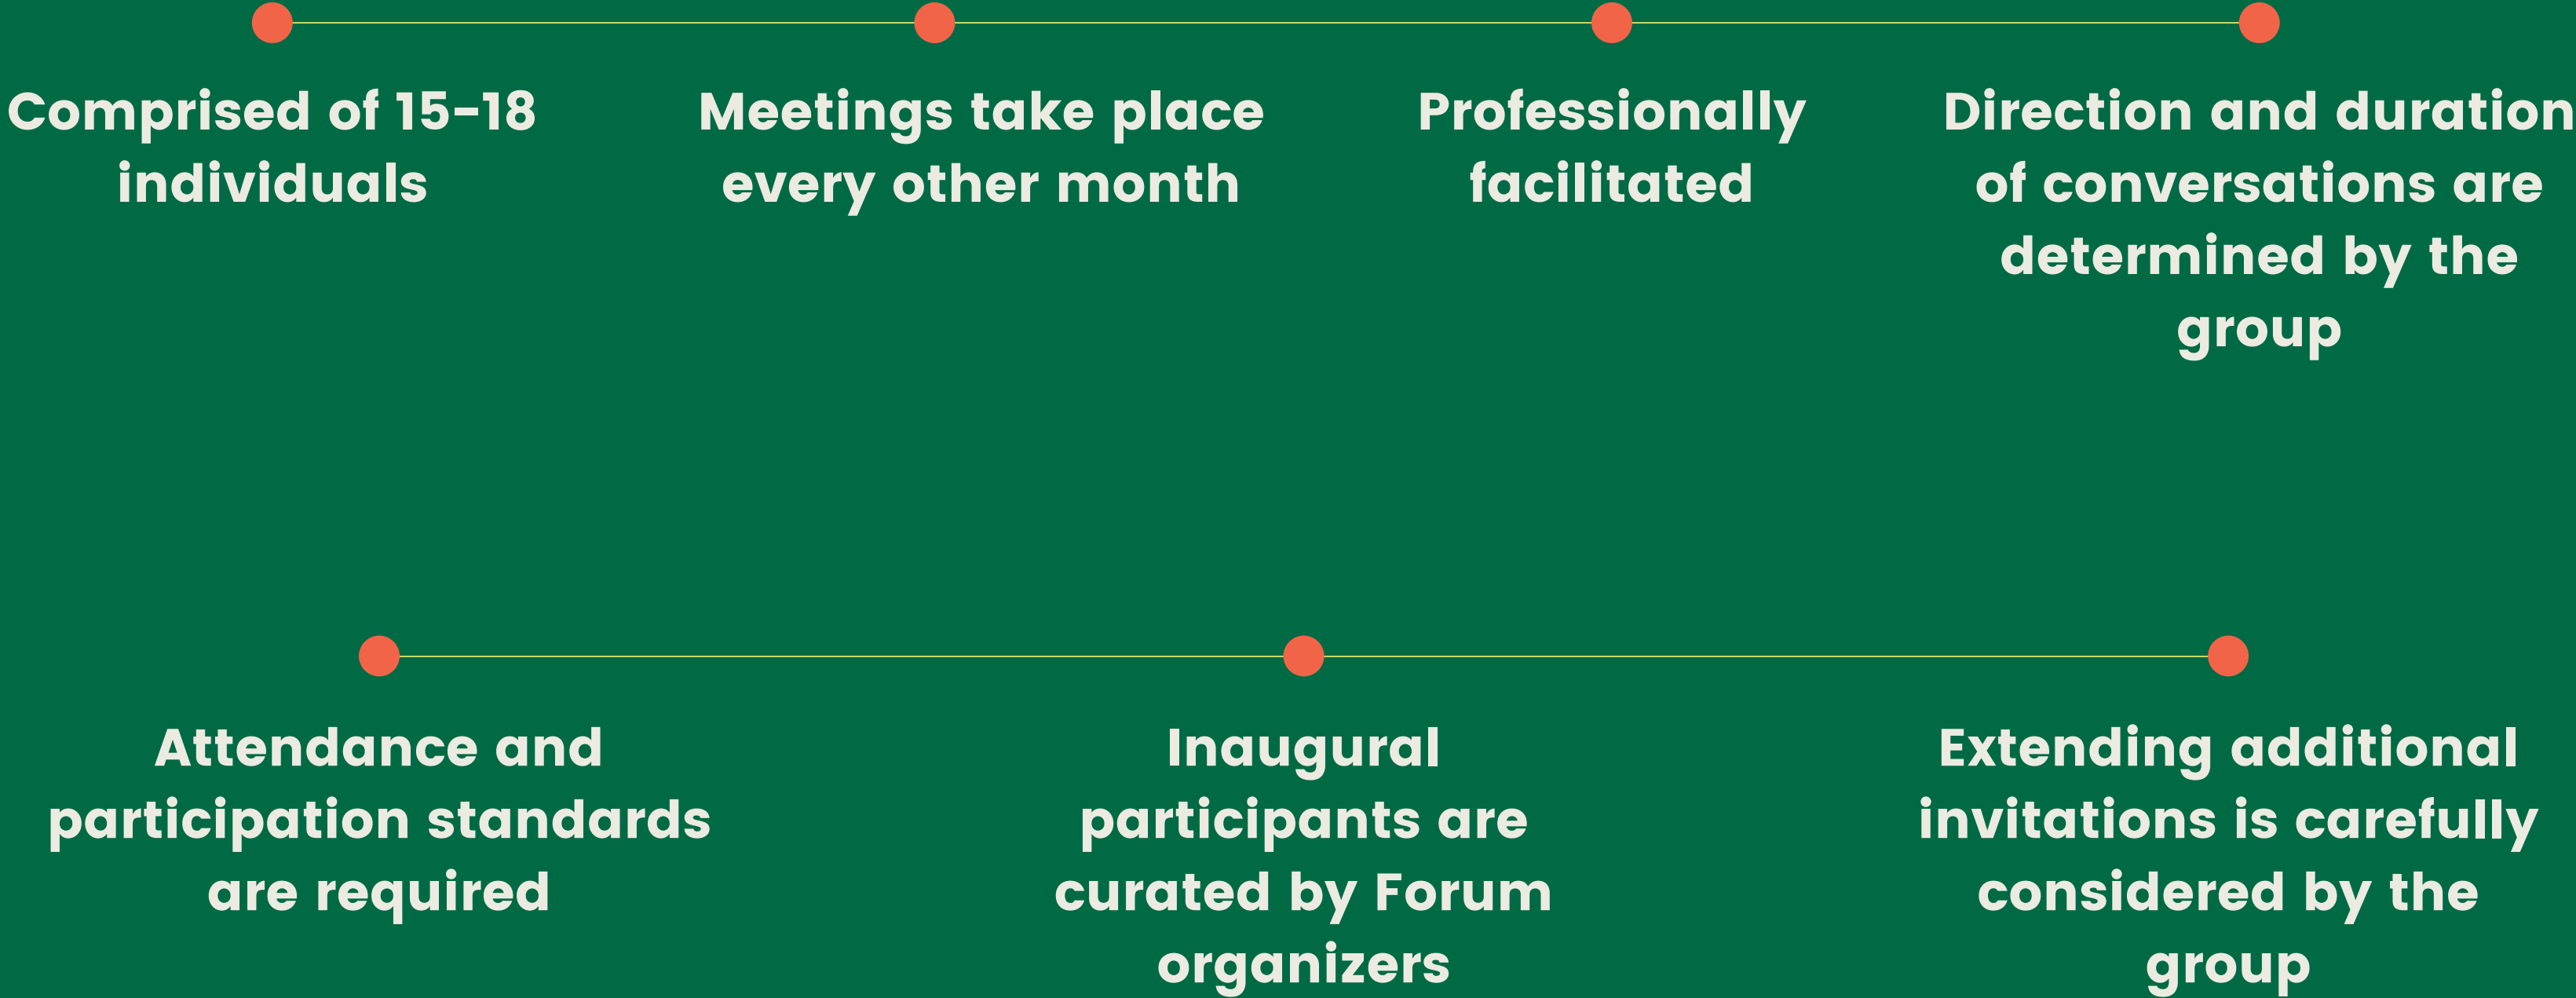 Comprised of 15-18
individuals
Meetings take place
every other month
Professionally
facilitated
Direction and duration
of conversations are
determined by the
group
Attendance and
participation standards
are required
Inaugural
participants are
curated by Forum
organizers
Extending additional
invitations is carefully
considered by the
group